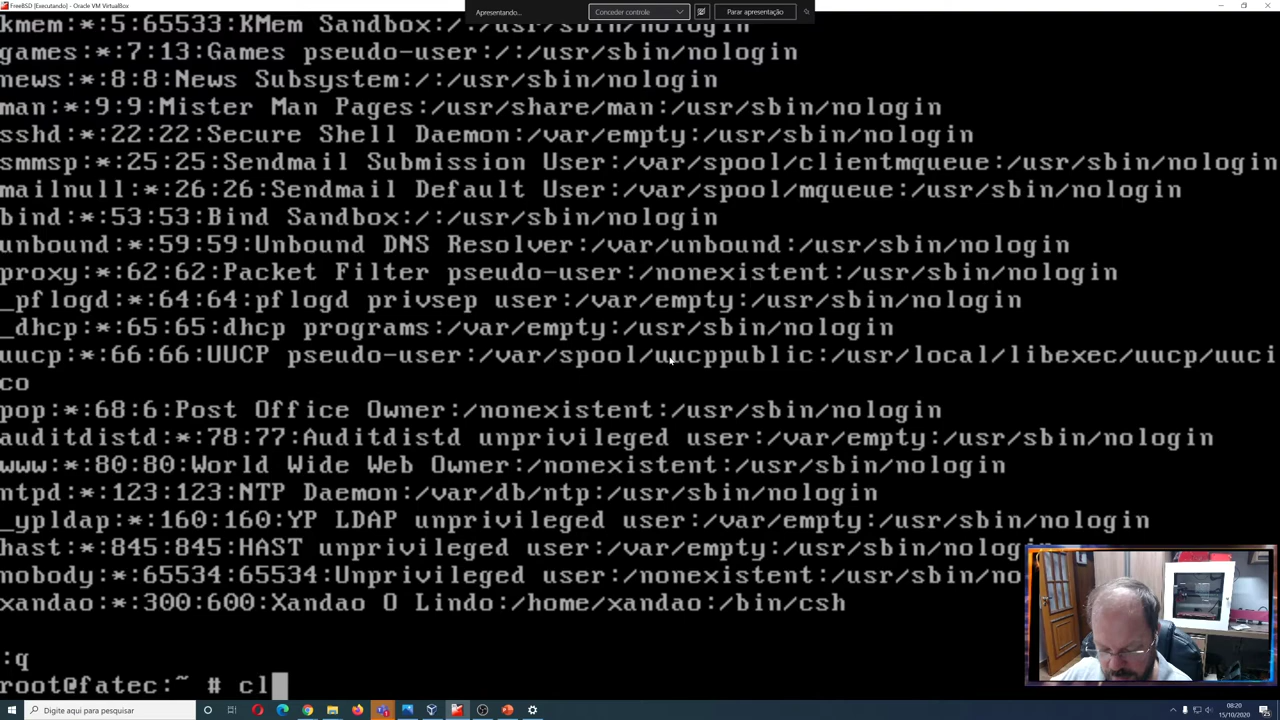 FreeBSD [Executando] - Oracle VM VirtualBox
Apresentando...
Conceder controle
Parar apresentação
kmem:*:5:65533:KMem Sandbox:/:/usr/sbin/nologin
games:*:7:13:Games pseudo-user:/:/usr/sbin/nologin
news:*:8:8:News Subsystem:/:/usr/sbin/nologin
man:*:9:9:Mister Man Pages:/usr/share/man:/usr/sbin/nologin
sshd:*:22:22:Secure Shell Daemon:/var/empty:/usr/sbin/nologin
smmsp:*:25:25:Sendmail Submission User:/var/spool/clientmqueue:/usr/sbin/nologin
mailnull:*:26:26:Sendmail Default User:/var/spool/mqueue:/usr/sbin/nologin
bind:*:53:53:Bind Sandbox:/:/usr/sbin/nologin
unbound:*:59:59:Unbound DNS Resolver:/var/unbound:/usr/sbin/nologin
proxy:*:62:62:Packet Filter pseudo-user:/nonexistent:/usr/sbin/nologin
_pflogd:*:64:64:pflogd privsep user:/var/empty:/usr/sbin/nologin
_dhcp:*:65:65:dhcp programs:/var/empty:/usr/sbin/nologin
uucp:*:66:66:UUCP pseudo-user:/var/spool/uucppublic:/usr/local/libexec/uucp/uuci
co
pop:*:68:6:Post Office Owner:/nonexistent:/usr/sbin/nologin
auditdistd:*:78:77:Auditdistd unprivileged user:/var/empty:/usr/sbin/nologin
www:*:80:80:World Wide Web Owner:/nonexistent:/usr/sbin/nologin
ntpd:*:123:123:NTP Daemon:/var/db/ntp:/usr/sbin/nologin
_ypldap:*:160:160:YP LDAP unprivileged user:/var/empty:/usr/sbin/nologin
hast:*:845:845:HAST unprivileged user:/var/empty:/usr/sbin/nologin
nobody:*:65534:65534:Unprivileged user:/nonexistent:/usr/sbin/no
xandao:*:300:600:Xandao O Lindo:/home/xandao:/bin/csh
:q
root@fatec:~ # cl
Digite aqui para pesquisar
08:20
15/10/2020